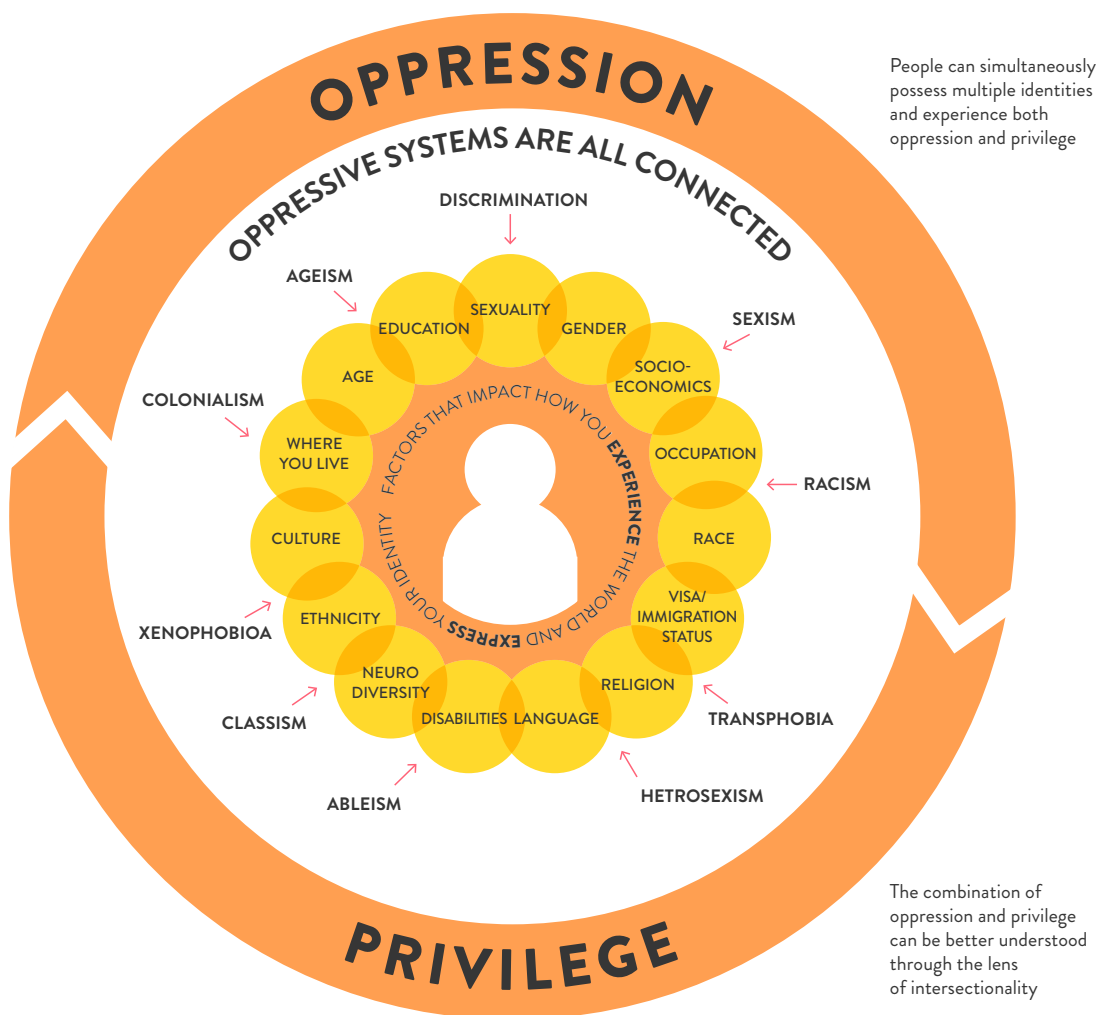 OPPRESSION
People can simultaneously
possess multiple identities
and experience both
oppression and privilege
OPPRESSIVE SYSTEMS ARE ALL CONNECTED
DISCRIMINATION
AGEISM
SEXISM
COLONIALISM
RACISM
XENOPHOBIOA
CLASSISM
TRANSPHOBIA
ABLEISM
HETROSEXISM
SEXUALITY
GENDER
SOCIO-
ECONOMICS
OCCUPATION
RACE
VISA/
IMMIGRATION
STATUS
RELIGION
LANGUAGE
DISABILITIES
NEURO
DIVERSITY
ETHNICITY
CULTURE
WHERE
YOU LIVE
AGE
EDUCATION
FACTORS THAT IMPACT HOW YOU EXPERIENCE THE WORLD AND EXPRESS YOUR IDENTITY
PRIVILEGE
The combination of
oppression and privilege
can be better understood
through the lens
of intersectionality